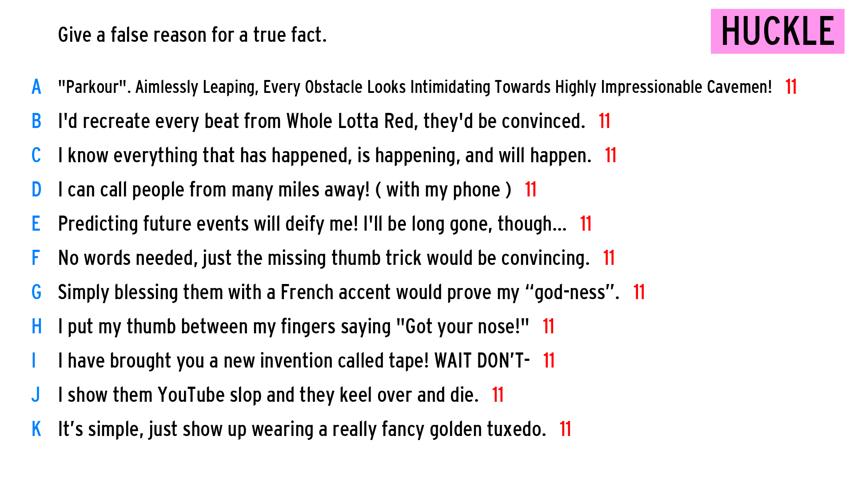 Give a false reason for a true fact.
HUCKLE
A "Parkour". Aimlessly Leaping, Every Obstacle Looks Intimidating Towards Highly Impressionable Cavemen! 11
B I'd recreate every beat from Whole Lotta Red, they'd be convinced. 11
C I know everything that has happened, is happening, and will happen. 11
D I can call people from many miles away! ( with my phone ) 11
E Predicting future events will deify me! I'll be long gone, though... 11
F No words needed, just the missing thumb trick would be convincing. 11
G Simply blessing them with a French accent would prove my “god-ness”. 11
H I put my thumb between my fingers saying "Got your nose!" 11
I I have brought you a new invention called tape! WAIT DON’T- 11
J I show them YouTube slop and they keel over and die. 11
K It’s simple, just show up wearing a really fancy golden tuxedo. 11